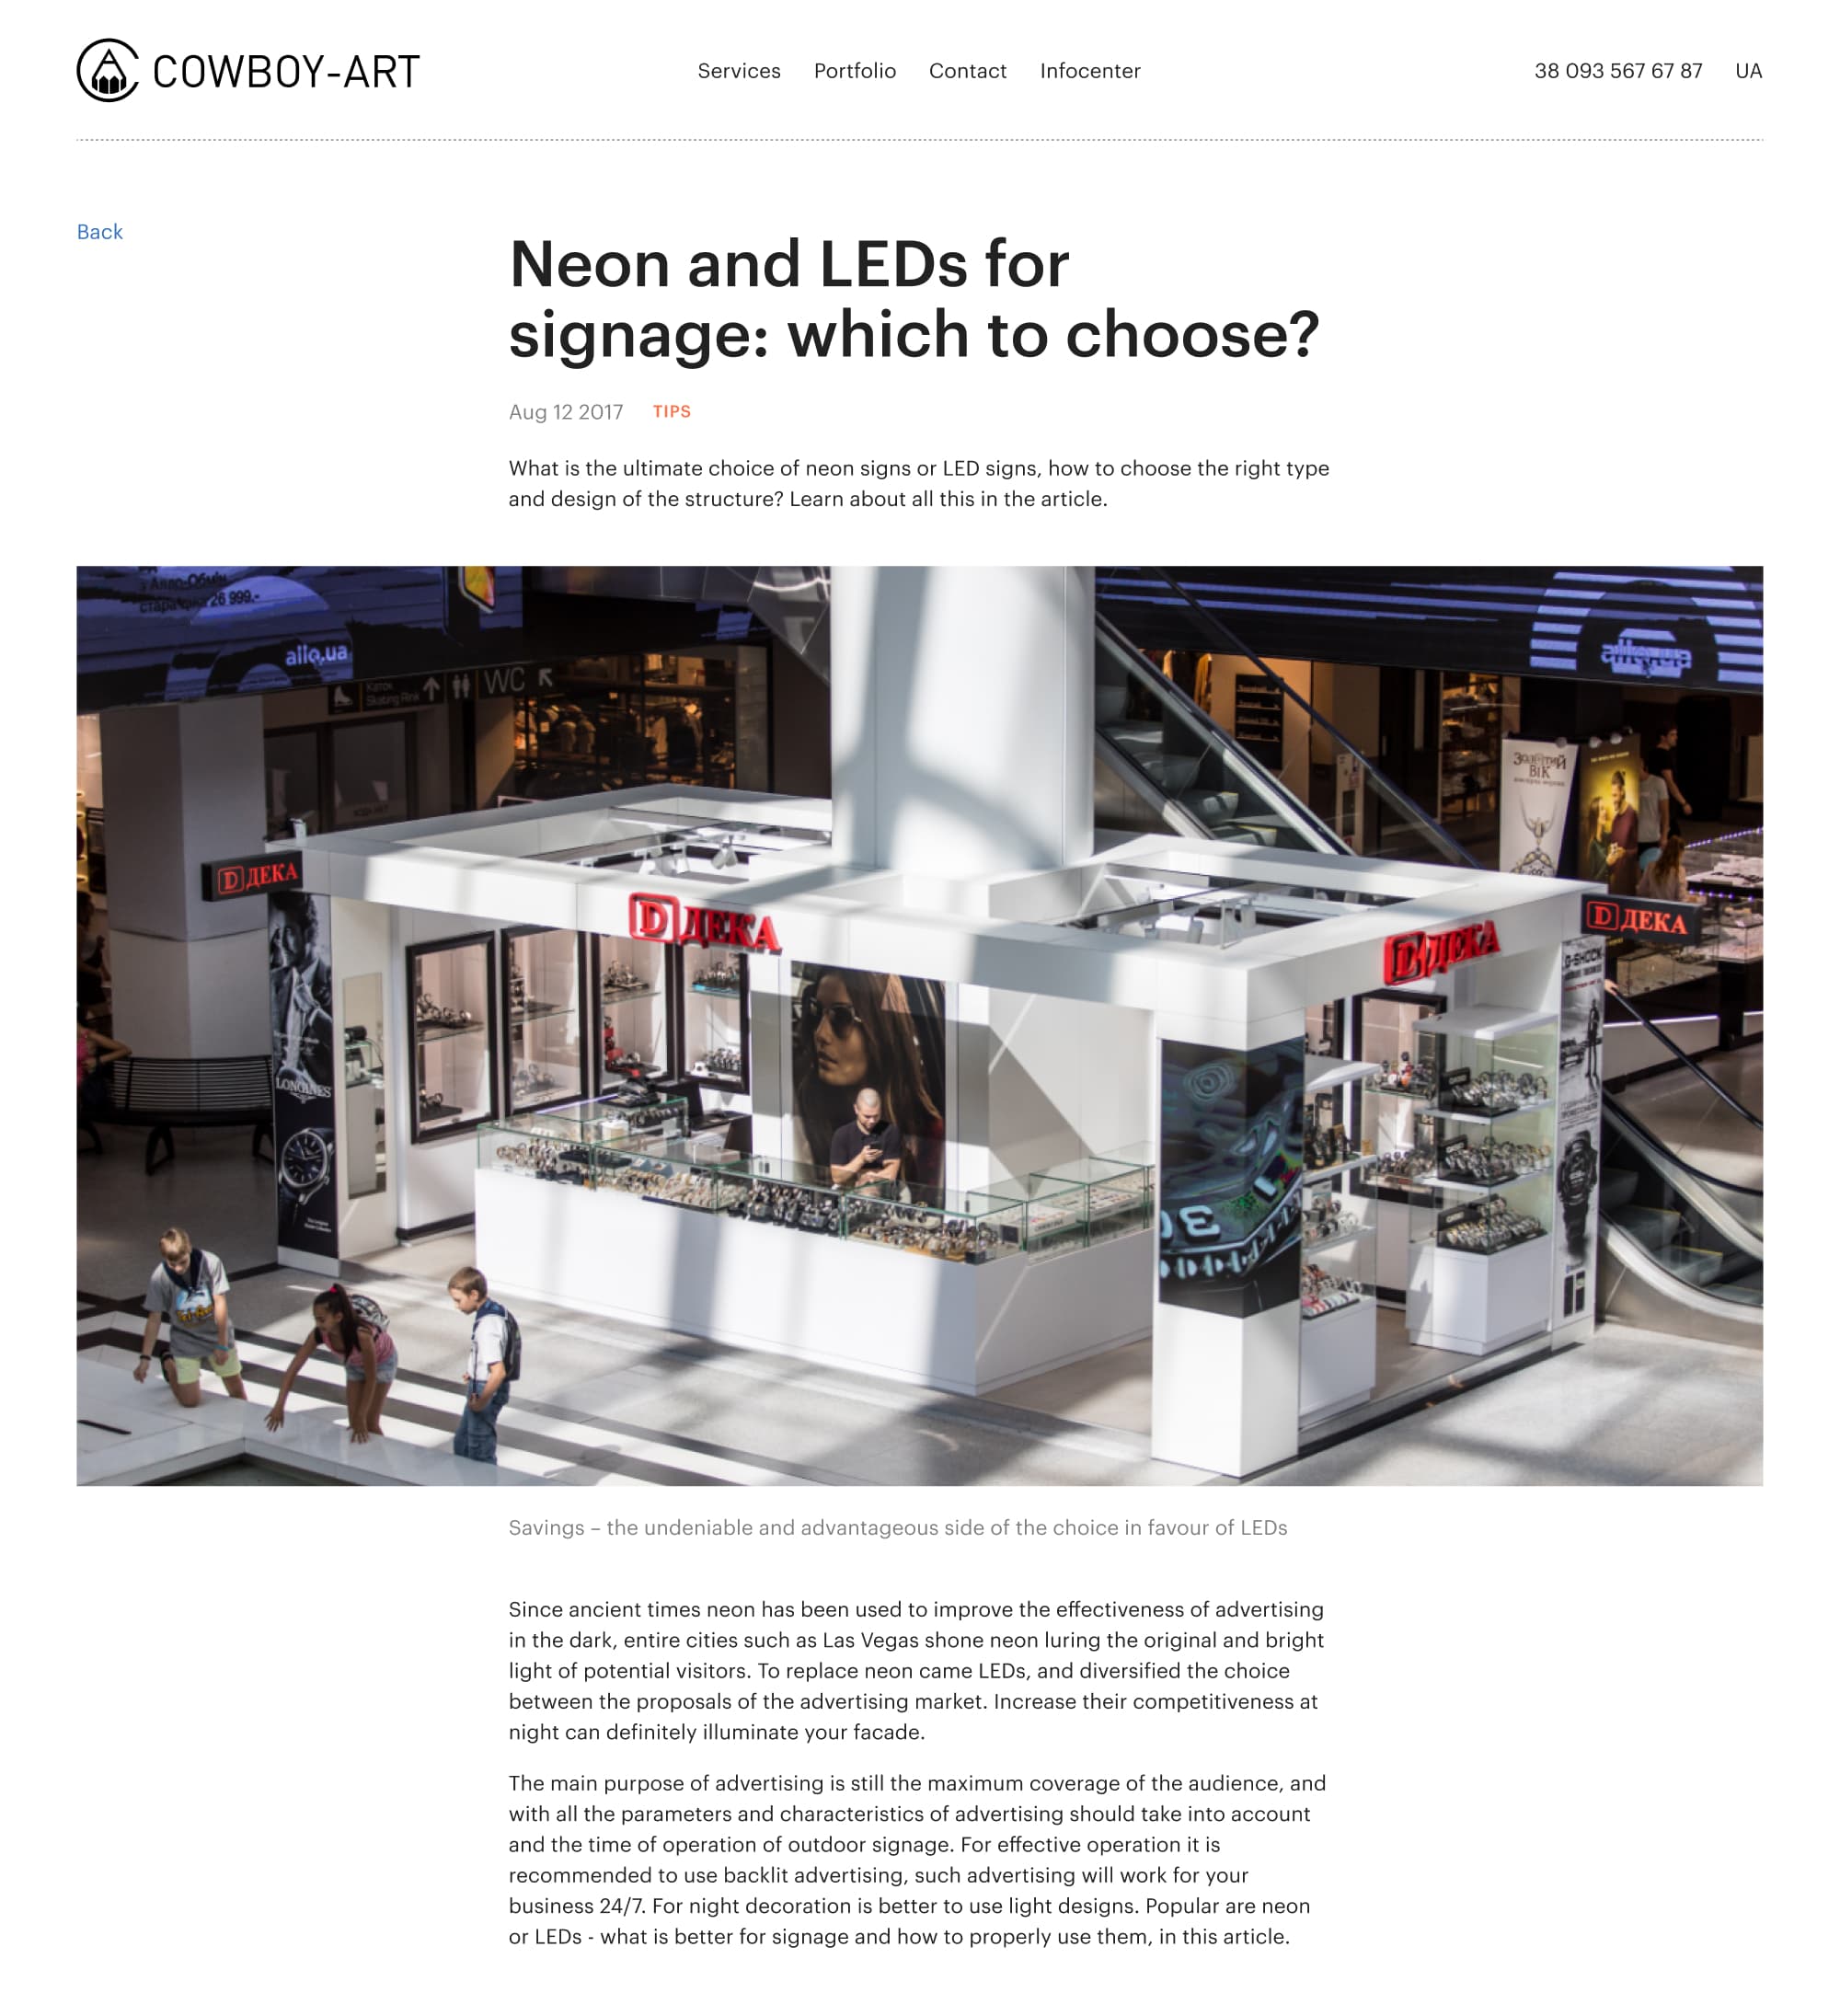 COWBOY-ART
Services Portfolio Contact Infocenter
38 093 567 67 87 UA
Back
Neon and LEDs for
signage: which to choose?
Aug 12 2017 TIPS
What is the ultimate choice of neon signs or LED signs, how to choose the right type
and design of the structure? Learn about all this in the article.
26 999.-
allo.ua
WC
Каток
Skating Rink
allo.ua
Золотий
Вік
D ДЕКА
D ДЕКА
D ДЕКА
D ДЕКА
G-SHOCK
LONGINES
Savings – the undeniable and advantageous side of the choice in favour of LEDs
Since ancient times neon has been used to improve the effectiveness of advertising
in the dark, entire cities such as Las Vegas shone neon luring the original and bright
light of potential visitors. To replace neon came LEDs, and diversified the choice
between the proposals of the advertising market. Increase their competitiveness at
night can definitely illuminate your facade.
The main purpose of advertising is still the maximum coverage of the audience, and
with all the parameters and characteristics of advertising should take into account
and the time of operation of outdoor signage. For effective operation it is
recommended to use backlit advertising, such advertising will work for your
business 24/7. For night decoration is better to use light designs. Popular are neon
or LEDs - what is better for signage and how to properly use them, in this article.